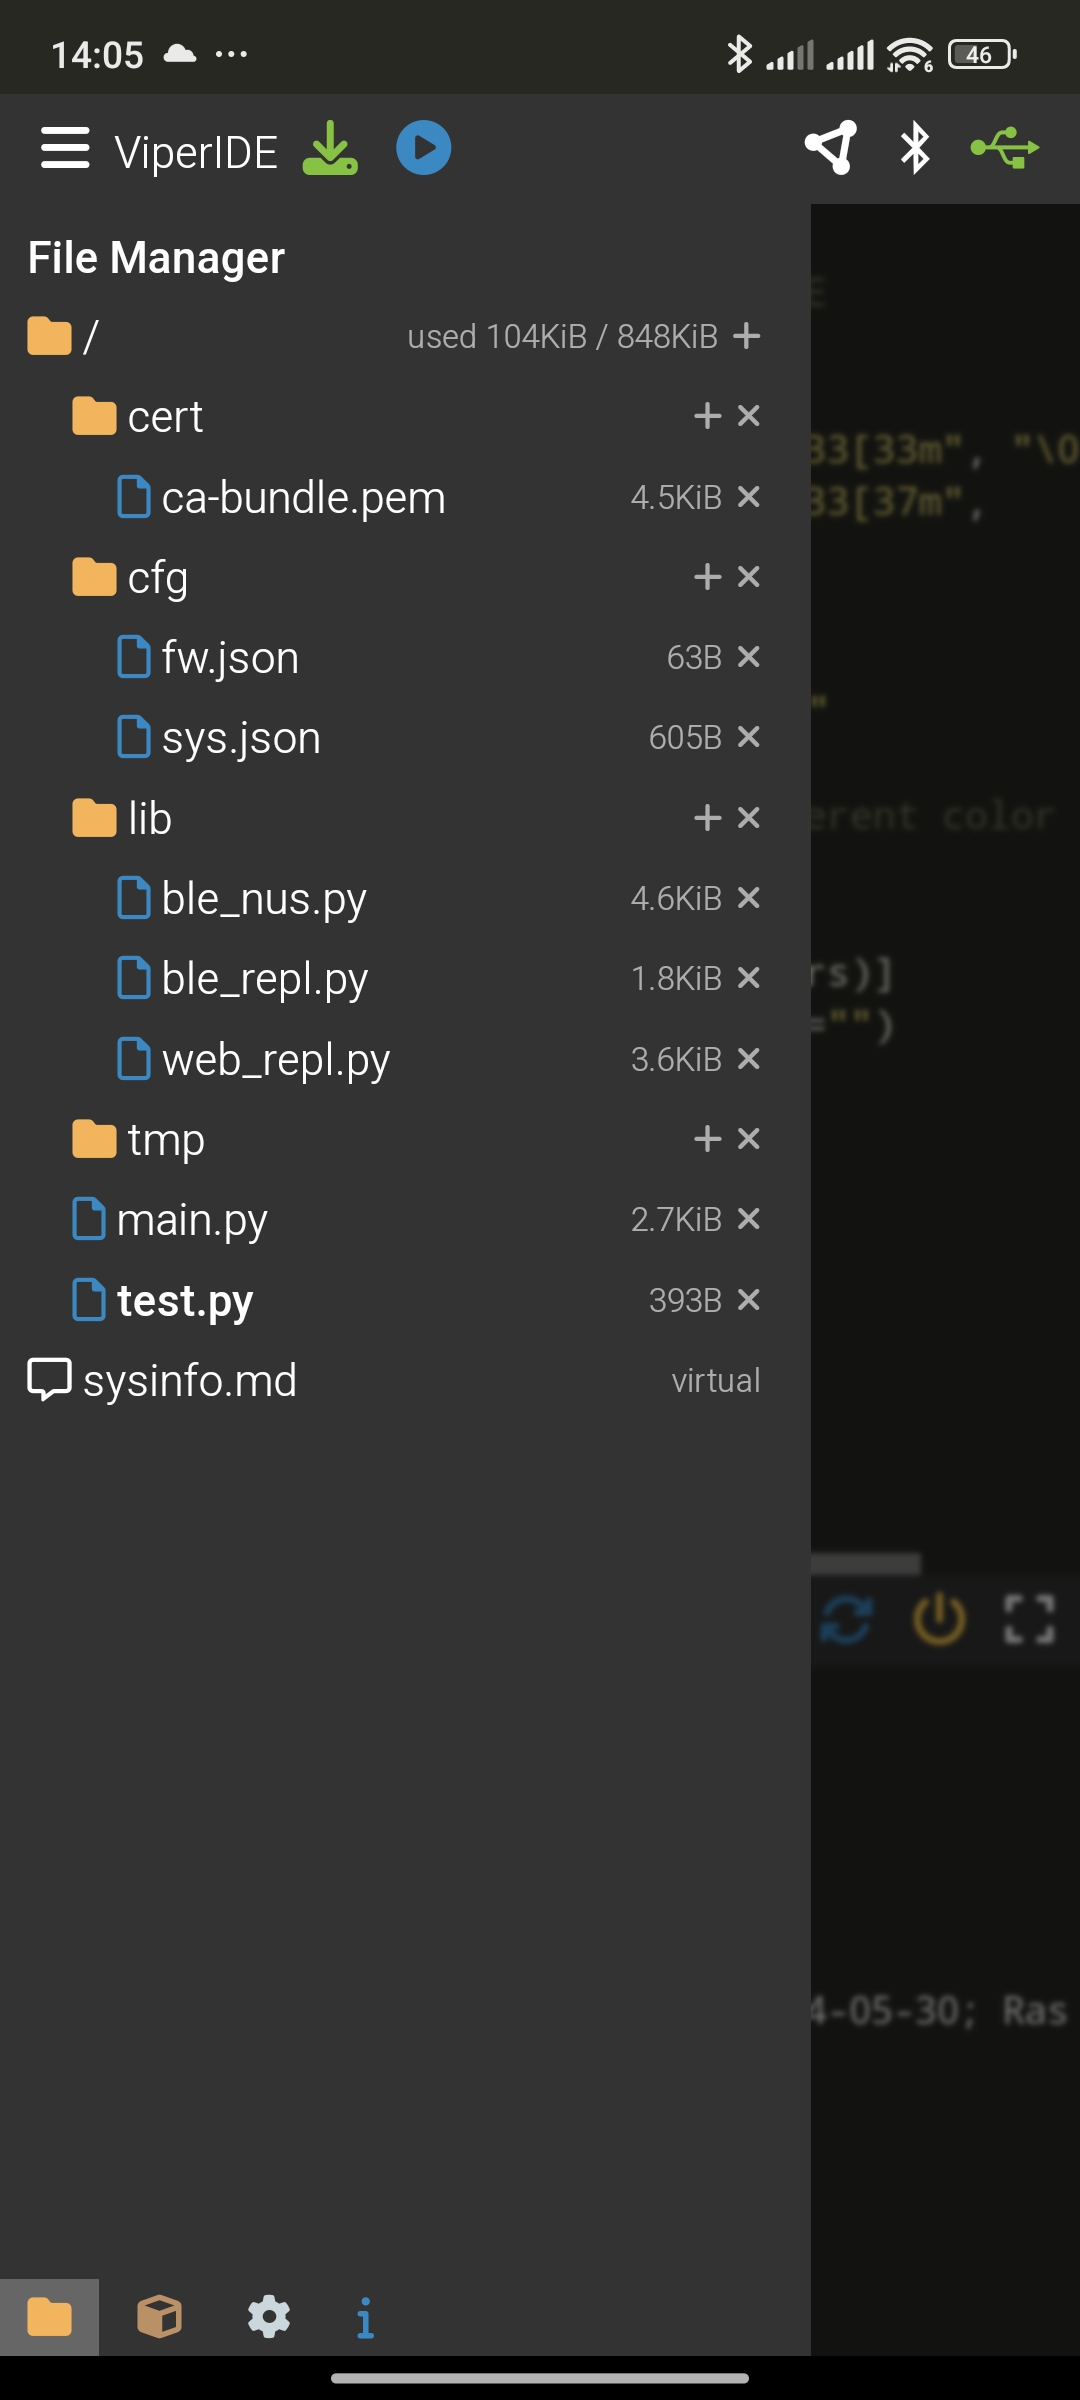 14:05 ... 6 46
ViperIDE
File Manager
/ used 104KiB / 848KiB
cert
33[33m", "\0
ca-bundle.pem 4.5KiB
33[37m",
cfg
fw.json 63B
"
sys.json 605B
lib
erent color
ble_nus.py 4.6KiB
ble_repl.py 1.8KiB
rs)]
="")
web_repl.py 3.6KiB
tmp
main.py 2.7KiB
test.py 393B
sysinfo.md virtual
4-05-30; Ras